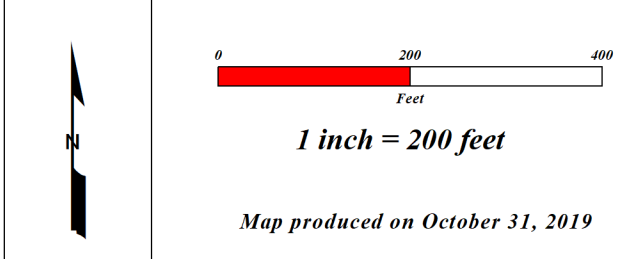 0 200 400
Feet
N
1 inch = 200 feet
Map produced on October 31, 2019